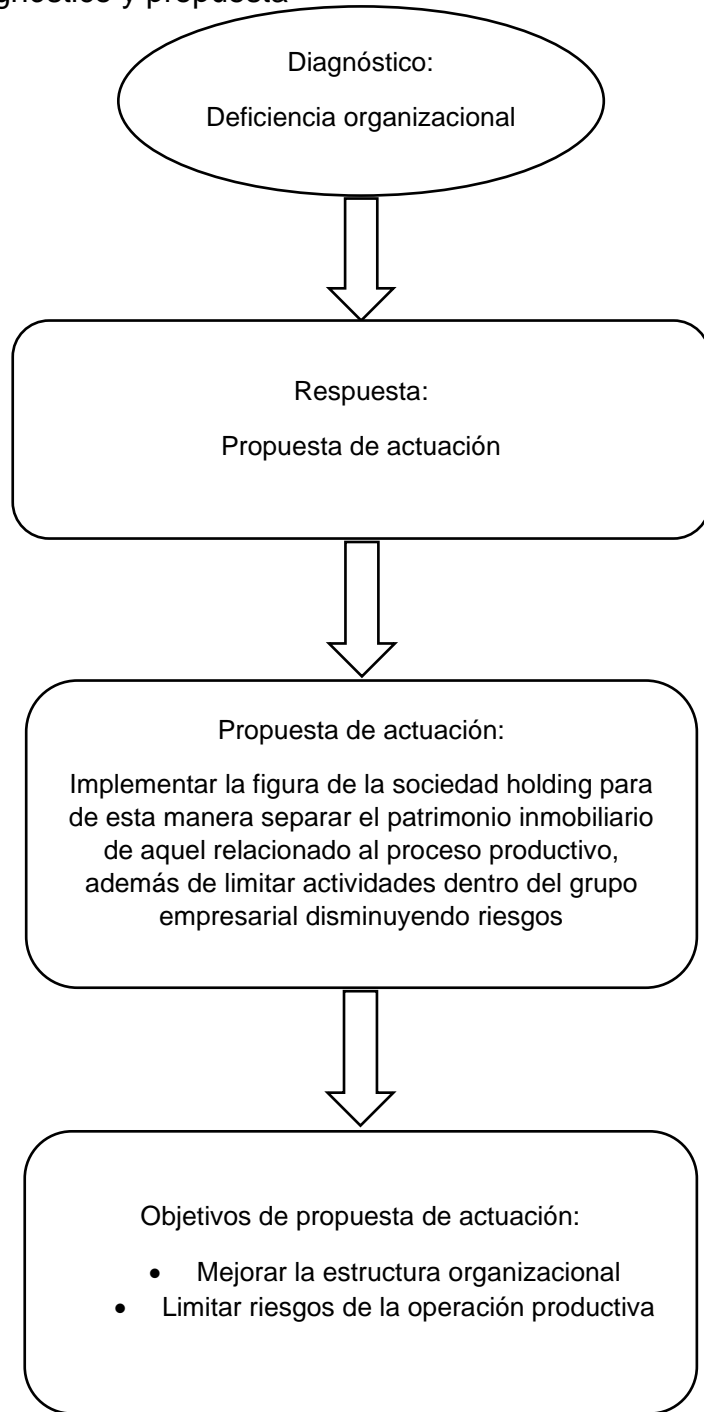 y propuesta
Diagnóstico:
Deficiencia organizacional
Respuesta:
Propuesta de actuación
Propuesta de actuación:
Implementar la figura de la sociedad holding para
de esta manera separar el patrimonio inmobiliario
de aquel relacionado al proceso productivo,
además de limitar actividades dentro del grupo
empresarial disminuyendo riesgos
Objetivos de propuesta de actuación:
• Mejorar la estructura organizacional
• Limitar riesgos de la operación productiva